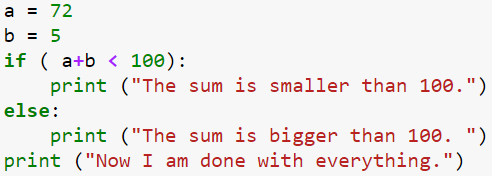 a = 72
b = 5
if ( a+b < 100):
    print ("The sum is smaller than 100.")
else:
    print ("The sum is bigger than 100. ")
print ("Now I am done with everything.")